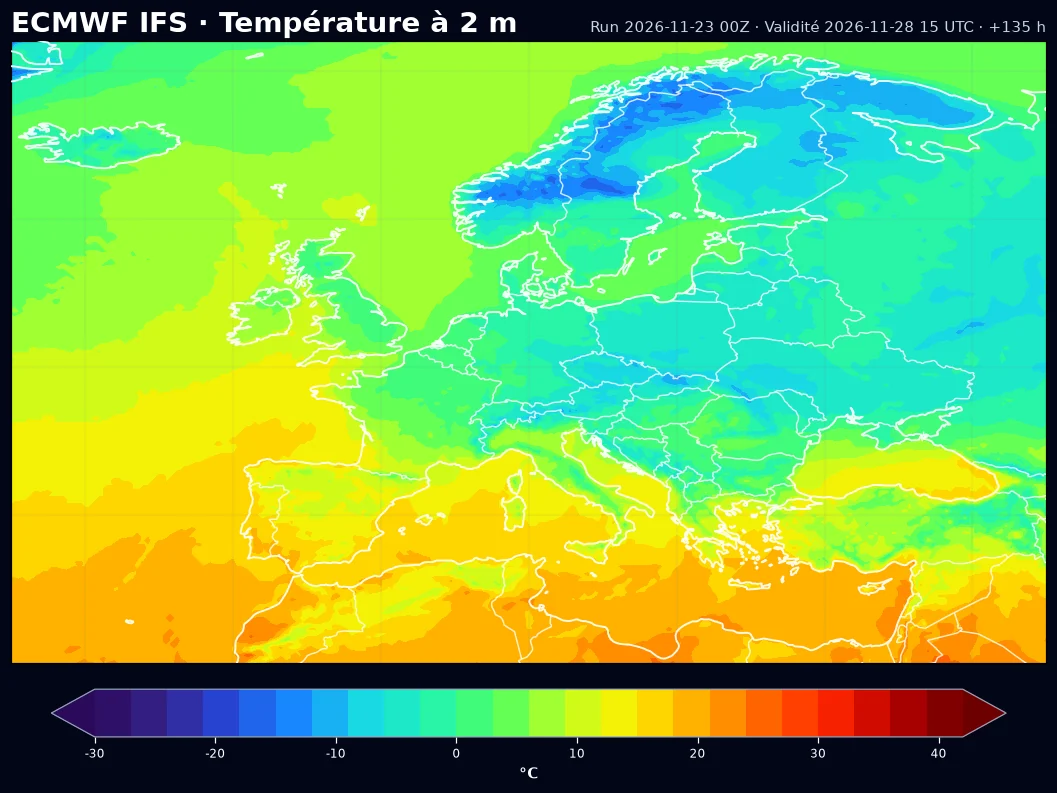 ECMWF IFS · Température à 2 m
Run 2026-11-23 00Z · Validité 2026-11-28 15 UTC · +135 h
-30 -20 -10 0 10 20 30 40
°C